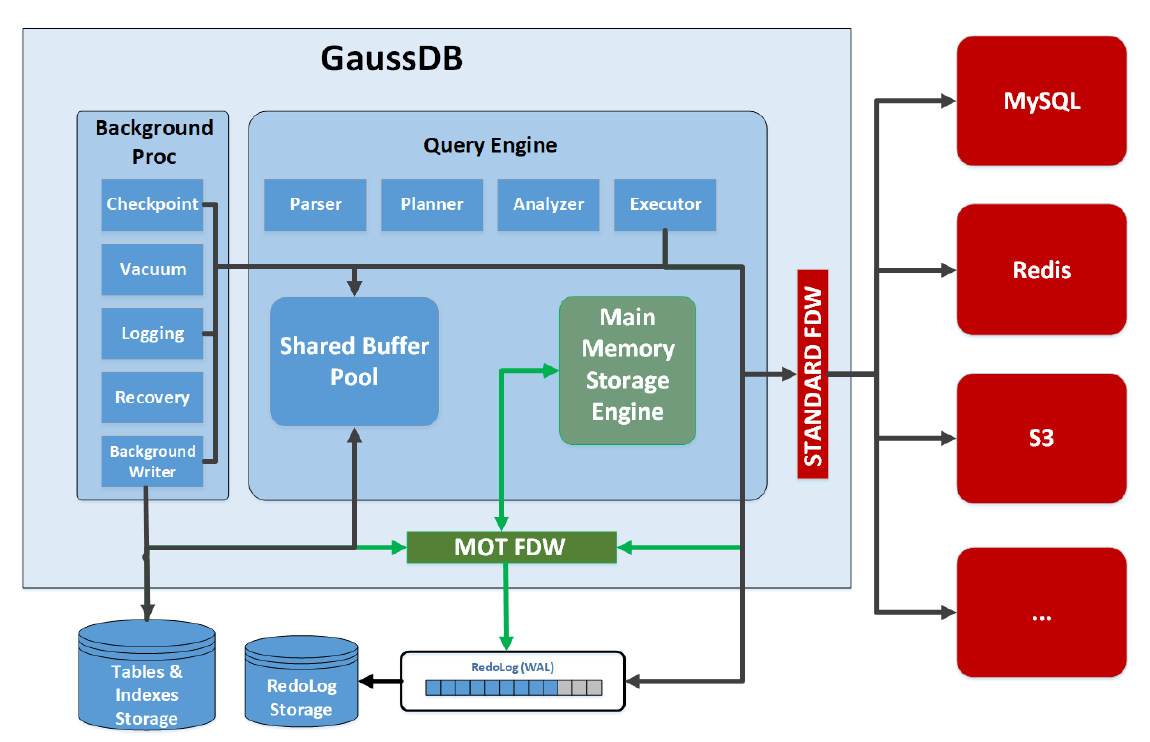 GaussDB
Background
Proc
Checkpoint
Vacuum
Logging
Recovery
Background
Writer
Query Engine
Parser
Planner
Analyzer
Executor
Shared Buffer
Pool
Main
Memory
Storage
Engine
STANDARD FDW
MOT FDW
MySQL
Redis
S3
...
Tables &
Indexes
Storage
RedoLog
Storage
RedoLog (WAL)